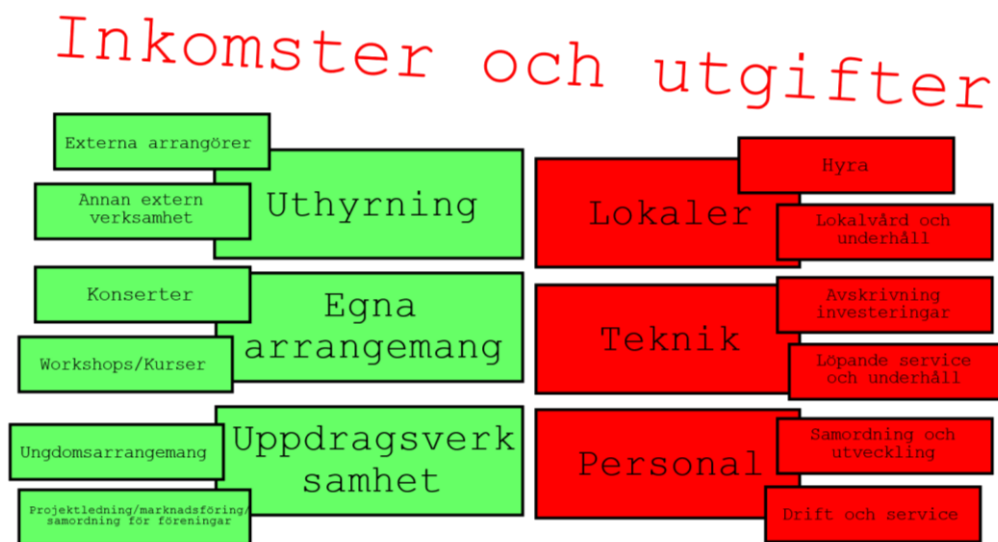 Inkomster och utgifter
Externa arrangörer
Annan extern
verksamhet
Uthyrning
Konserter
Workshops/Kurser
Egna
arrangemang
Ungdomsarrangemang
Projektledning/marknadsföring/
samordning för föreningar
Uppdragsverk
samhet
Lokaler
Hyra
Lokalvård och
underhåll
Teknik
Avskrivning
investeringar
Löpande service
och underhåll
Personal
Samordning och
utveckling
Drift och service